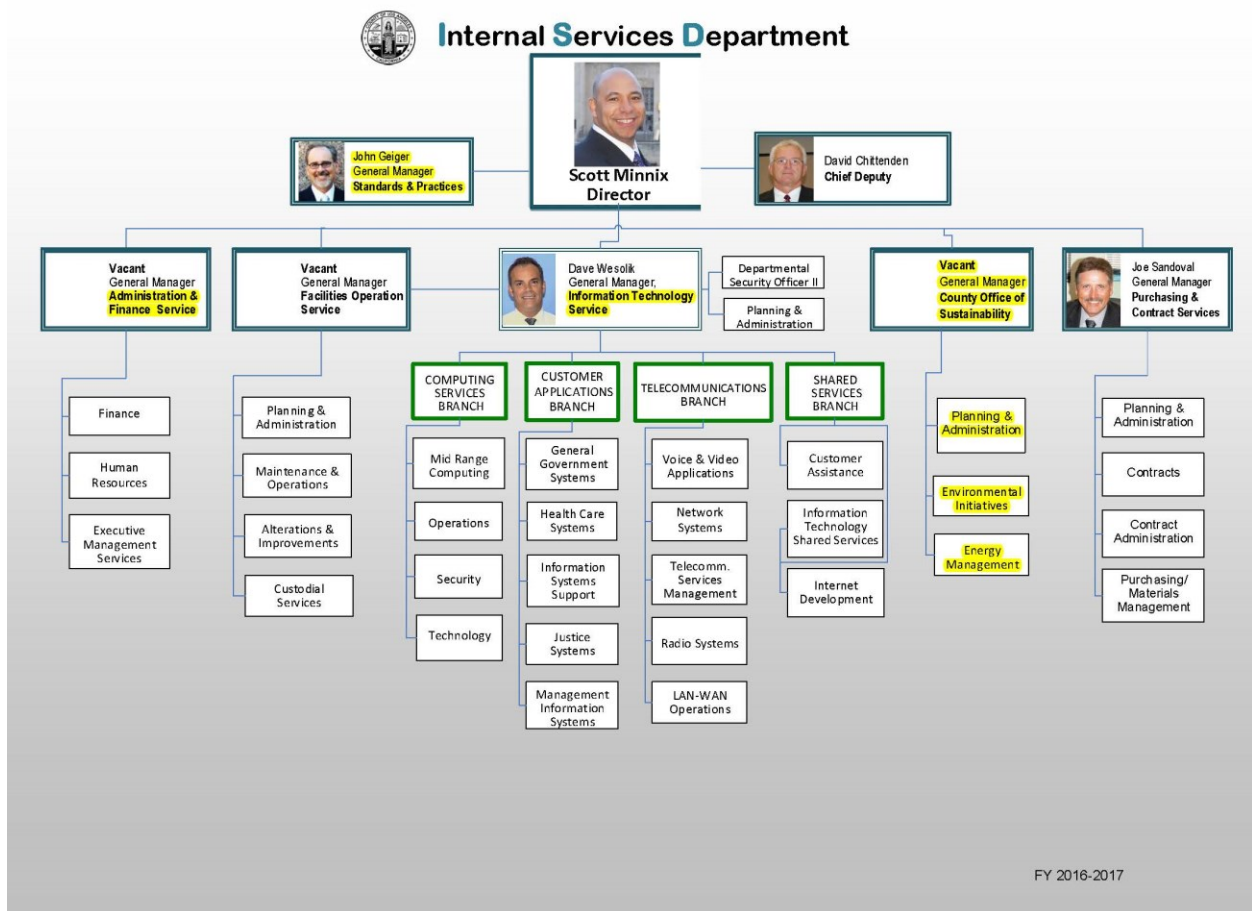 Internal Services Department
Scott Minnix
Director
John Geiger
General Manager
Standards & Practices
David Chittenden
Chief Deputy
Vacant
General Manager
Administration &
Finance Service
Vacant
General Manager
Facilities Operation
Service
Dave Wesolik
General Manager,
Information Technology
Service
Departmental
Security Officer II
Planning &
Administration
Vacant
General Manager
County Office of
Sustainability
Joe Sandoval
General Manager
Purchasing &
Contract Services
Finance
Human
Resources
Executive
Management
Services
Planning &
Administration
Maintenance &
Operations
Alterations &
Improvements
Custodial
Services
COMPUTING
SERVICES
BRANCH
Mid Range
Computing
Operations
Security
Technology
CUSTOMER
APPLICATIONS
BRANCH
General
Government
Systems
Health Care
Systems
Information
Systems
Support
Justice
Systems
Management
Information
Systems
TELECOMMUNICATIONS
BRANCH
Voice & Video
Applications
Network
Systems
Telecomm.
Services
Management
Radio Systems
LAN-WAN
Operations
SHARED
SERVICES
BRANCH
Customer
Assistance
Information
Technology
Shared Services
Internet
Development
Planning &
Administration
Environmental
Initiatives
Energy
Management
Planning &
Administration
Contracts
Contract
Administration
Purchasing/
Materials
Management
FY 2016-2017